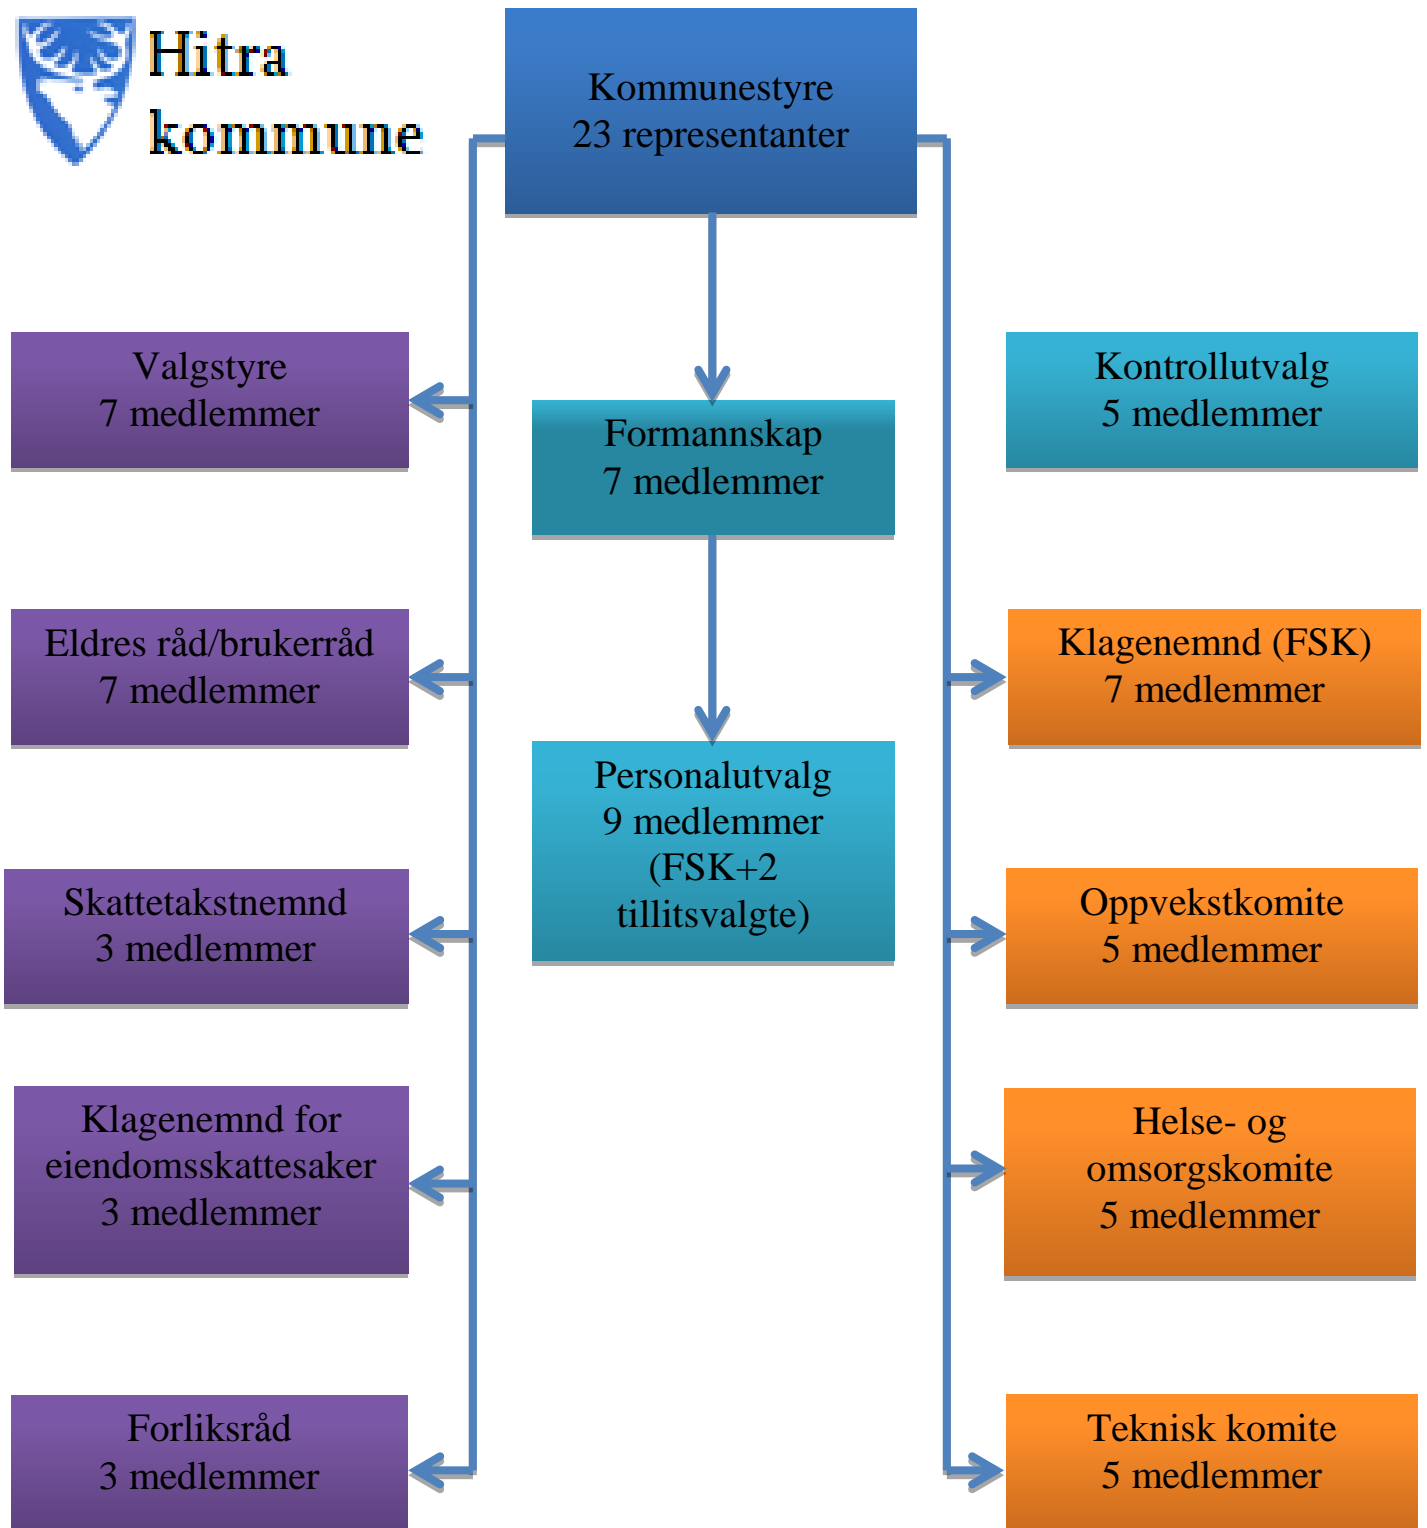 Hitra
kommune
Kommunestyre
23 representanter
Valgstyre
7 medlemmer
Formannskap
7 medlemmer
Kontrollutvalg
5 medlemmer
Eldres råd/brukerråd
7 medlemmer
Klagenemnd (FSK)
7 medlemmer
Personalutvalg
9 medlemmer
(FSK+2
tillitsvalgte)
Skattetakstnemnd
3 medlemmer
Oppvekstkomite
5 medlemmer
Klagenemnd for
eiendomsskattesaker
3 medlemmer
Helse- og
omsorgskomite
5 medlemmer
Forliksråd
3 medlemmer
Teknisk komite
5 medlemmer